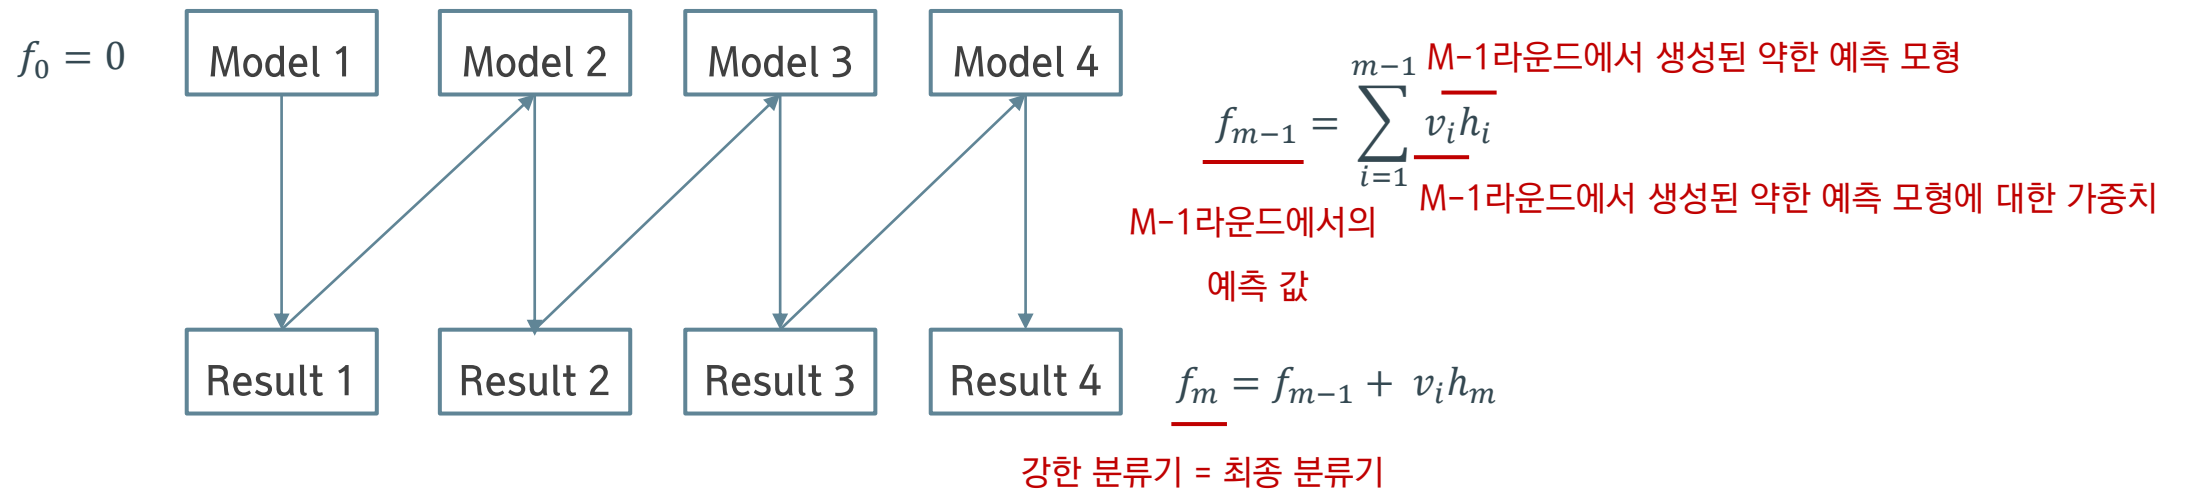 f₀ = 0
Model 1
Model 2
Model 3
Model 4
Result 1
Result 2
Result 3
Result 4
M-1라운드에서 생성된 약한 예측 모형
fₘ₋₁ = ∑ᵢ₌₁ᵐ⁻¹ vᵢhᵢ
M-1라운드에서 생성된 약한 예측 모형에 대한 가중치
M-1라운드에서의
예측 값
fₘ = fₘ₋₁ + vᵢhₘ
강한 분류기 = 최종 분류기